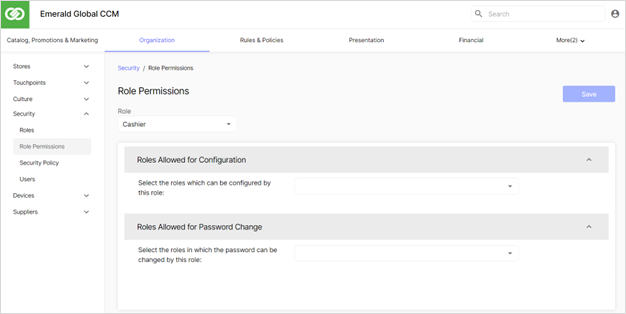 Emerald Global CCM
Search
Catalog, Promotions & Marketing
Organization
Rules & Policies
Presentation
Financial
More(2)
Stores
Touchpoints
Culture
Security
Roles
Role Permissions
Security Policy
Users
Devices
Suppliers
Security / Role Permissions
Role Permissions
Save
Role
Cashier
Roles Allowed for Configuration
Select the roles which can be configured by
this role:
Roles Allowed for Password Change
Select the roles in which the password can be
changed by this role: